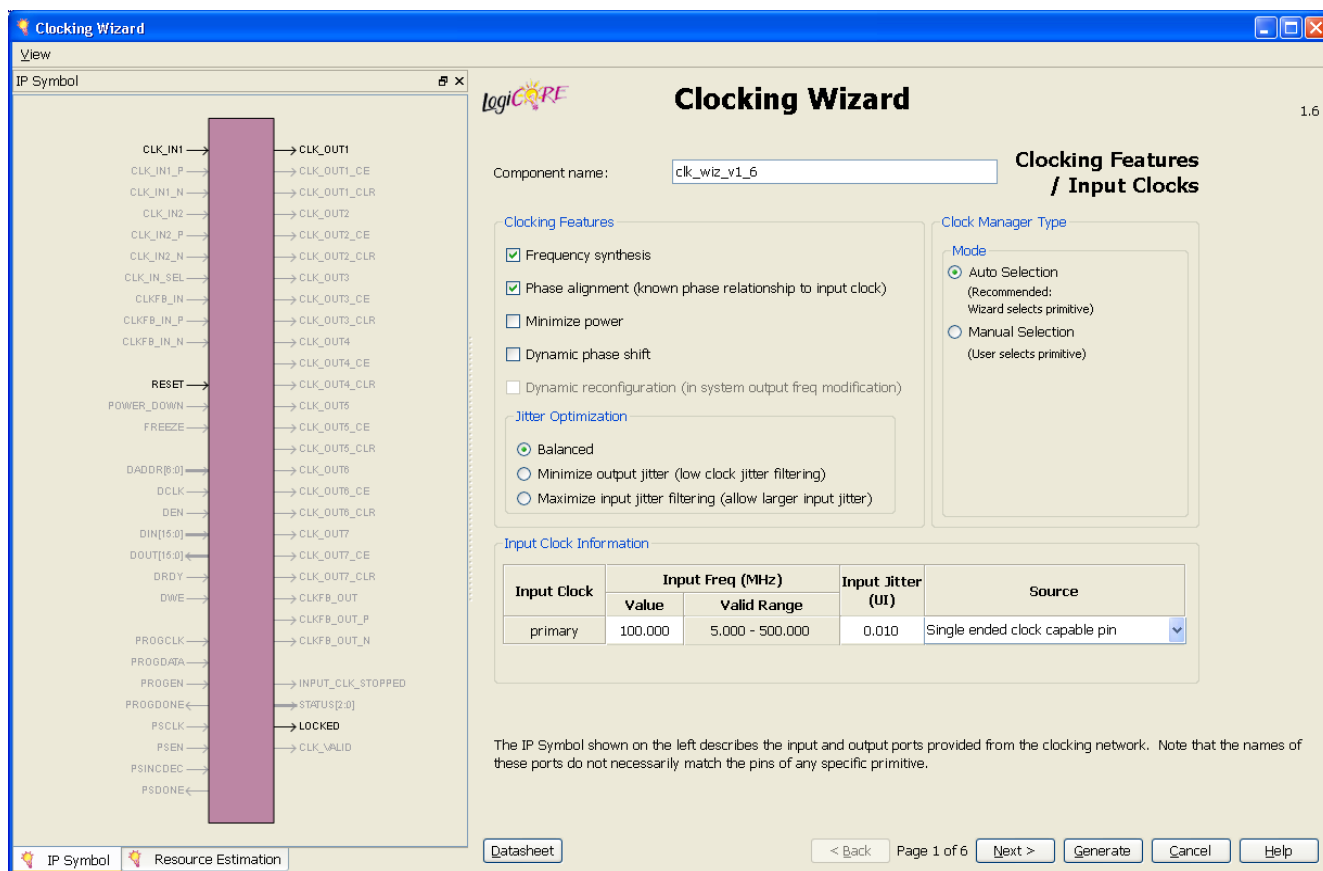 Clocking Wizard
View
IP Symbol
CLK_IN1
CLK_IN1_P
CLK_IN1_N
CLK_IN2
CLK_IN2_P
CLK_IN2_N
CLK_IN_SEL
CLKFB_IN
CLKFB_IN_P
CLKFB_IN_N
RESET
POWER_DOWN
FREEZE
DADDR[6:0]
DCLK
DEN
DIN[15:0]
DOUT[15:0]
DRDY
DWE
PROGCLK
PROGDATA
PROGEN
PROGDONE
PSCLK
PSEN
PSINCDEC
PSDONE
CLK_OUT1
CLK_OUT1_CE
CLK_OUT1_CLR
CLK_OUT2
CLK_OUT2_CE
CLK_OUT2_CLR
CLK_OUT3
CLK_OUT3_CE
CLK_OUT3_CLR
CLK_OUT4
CLK_OUT4_CE
CLK_OUT4_CLR
CLK_OUT5
CLK_OUT5_CE
CLK_OUT5_CLR
CLK_OUT6
CLK_OUT6_CE
CLK_OUT6_CLR
CLK_OUT7
CLK_OUT7_CE
CLK_OUT7_CLR
CLKFB_OUT
CLKFB_OUT_P
CLKFB_OUT_N
INPUT_CLK_STOPPED
STATUS[2:0]
LOCKED
CLK_VALID
IP Symbol
Resource Estimation
LogiCORE
Clocking Wizard
1.6
Component name:
clk_wiz_v1_6
Clocking Features
/ Input Clocks
Clocking Features
Frequency synthesis
Phase alignment (known phase relationship to input clock)
Minimize power
Dynamic phase shift
Dynamic reconfiguration (in system output freq modification)
Jitter Optimization
Balanced
Minimize output jitter (low clock jitter filtering)
Maximize input jitter filtering (allow larger input jitter)
Clock Manager Type
Mode
Auto Selection
(Recommended:
Wizard selects primitive)
Manual Selection
(User selects primitive)
Input Clock Information
Input Clock
Input Freq (MHz)
Value
Valid Range
Input Jitter
(UI)
Source
primary
100.000
5.000 - 500.000
0.010
Single ended clock capable pin
The IP Symbol shown on the left describes the input and output ports provided from the clocking network. Note that the names of
these ports do not necessarily match the pins of any specific primitive.
Datasheet
< Back
Page 1 of 6
Next >
Generate
Cancel
Help